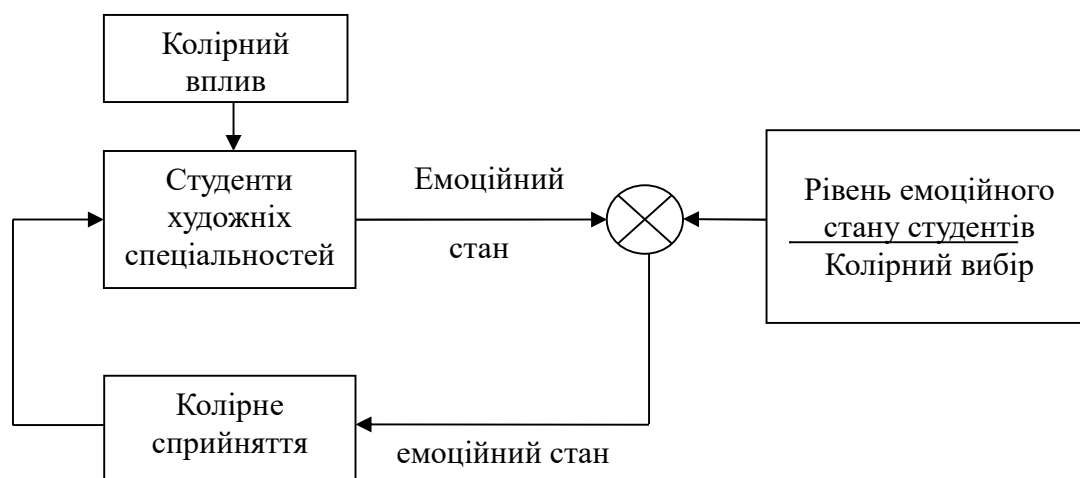 Колірний
вплив
Студенти
художніх
спеціальностей
Емоційний
стан
Рівень емоційного
стану студентів
Колірний вибір
Колірне
сприйняття
емоційний стан